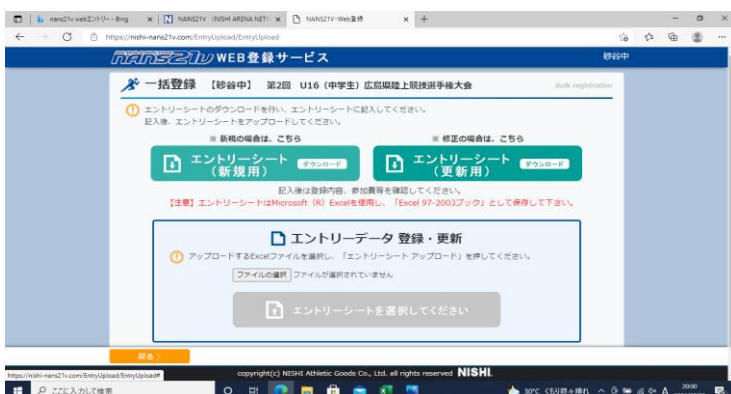 nans21v webエントリー - Bing
NANS21V (NISHI ARENA NET
NANS21V-Web登録
https://nishi-nans21v.com/EntryUpload/EntryUpload
NANS21V WEB登録サービス
砂谷中
一括登録 【砂谷中】 第2回 U16（中学生）広島県陸上競技選手権大会
Bulk registration
エントリーシートのダウンロードを行い、エントリーシートに記入してください。
記入後、エントリーシートをアップロードしてください。
※ 新規の場合は、こちら
※ 修正の場合は、こちら
エントリーシート
（新規用）
ダウンロード
エントリーシート
（更新用）
ダウンロード
記入後は登録内容、参加費等を確認してください。
【注意】エントリーシートはMicrosoft（R）Excelを使用し、「Excel 97-2003ブック」として保存して下さい。
エントリーデータ 登録・更新
アップロードするExcelファイルを選択し、「エントリーシート アップロード」を押してください。
ファイルの選択 ファイルが選択されていません
エントリーシートを選択してください
戻る
https://nishi-nans21v.com/EntryUpload/EntryUpload#
copyright(c) NISHI Athletic Goods Co., Ltd. all rights reserved NISHI.
ここに入力して検索
30°C くもり時々晴れ
A
20:00